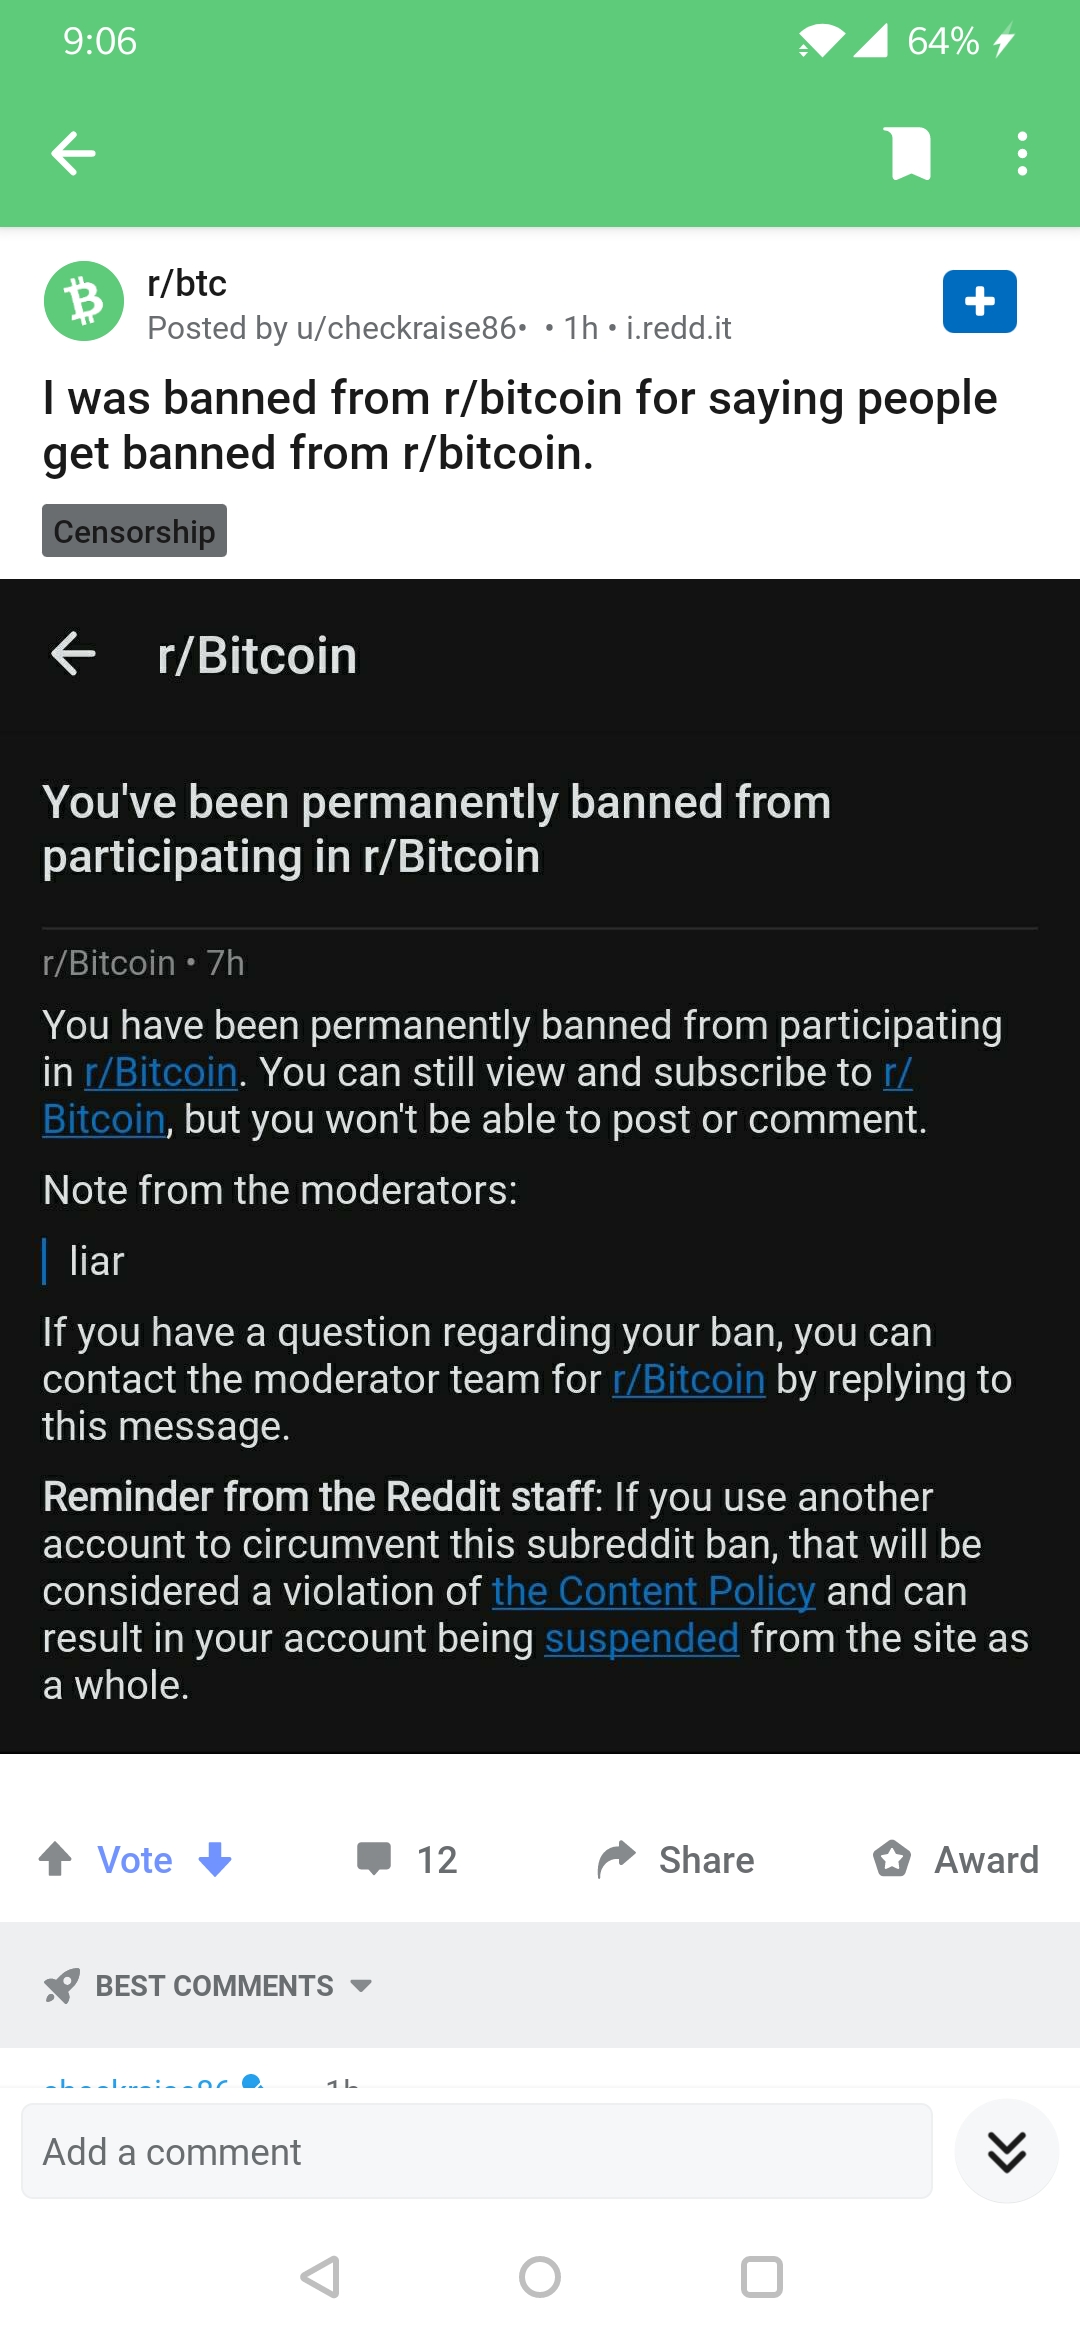 9:06
64%
r/btc
Posted by u/checkraise86• • 1h • i.redd.it
I was banned from r/bitcoin for saying people
get banned from r/bitcoin.
Censorship
r/Bitcoin
You've been permanently banned from
participating in r/Bitcoin
r/Bitcoin • 7h
You have been permanently banned from participating
in r/Bitcoin. You can still view and subscribe to r/
Bitcoin, but you won't be able to post or comment.
Note from the moderators:
liar
If you have a question regarding your ban, you can
contact the moderator team for r/Bitcoin by replying to
this message.
Reminder from the Reddit staff: If you use another
account to circumvent this subreddit ban, that will be
considered a violation of the Content Policy and can
result in your account being suspended from the site as
a whole.
Vote
12
Share
Award
BEST COMMENTS
checkraise86 1h
Add a comment